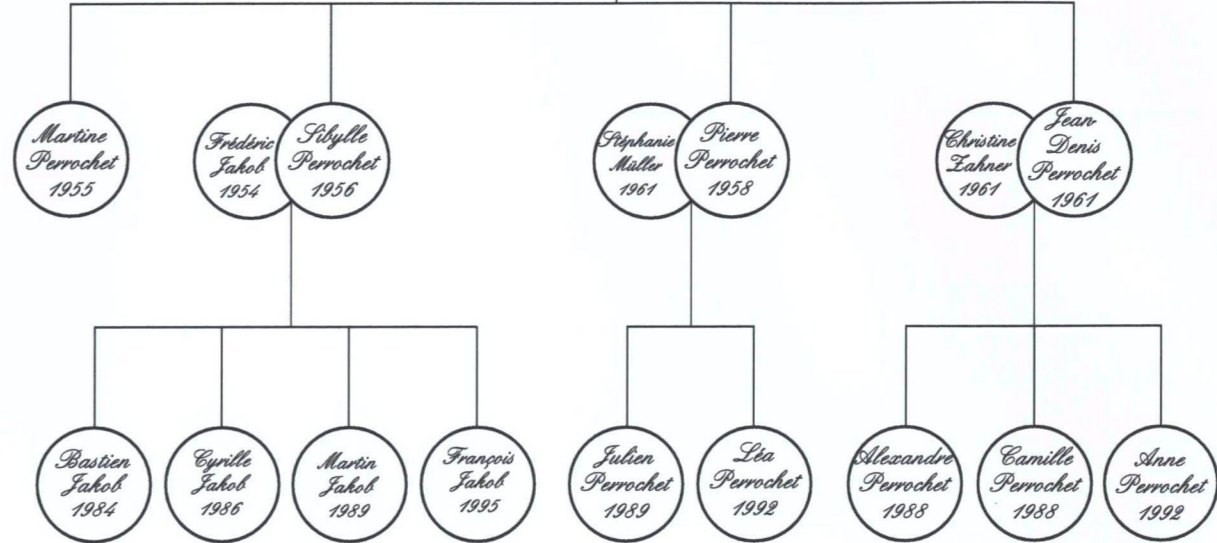 Martine
Perrochet
1955
Frédéric
Jakob
1954
Sibylle
Perrochet
1956
Stéphanie
Müller
1961
Pierre
Perrochet
1958
Christine
Zahner
1961
Jean-
Denis
Perrochet
1961
Bastien
Jakob
1984
Cyrille
Jakob
1986
Martin
Jakob
1989
François
Jakob
1995
Julien
Perrochet
1989
Léa
Perrochet
1992
Alexandre
Perrochet
1988
Camille
Perrochet
1988
Anne
Perrochet
1992